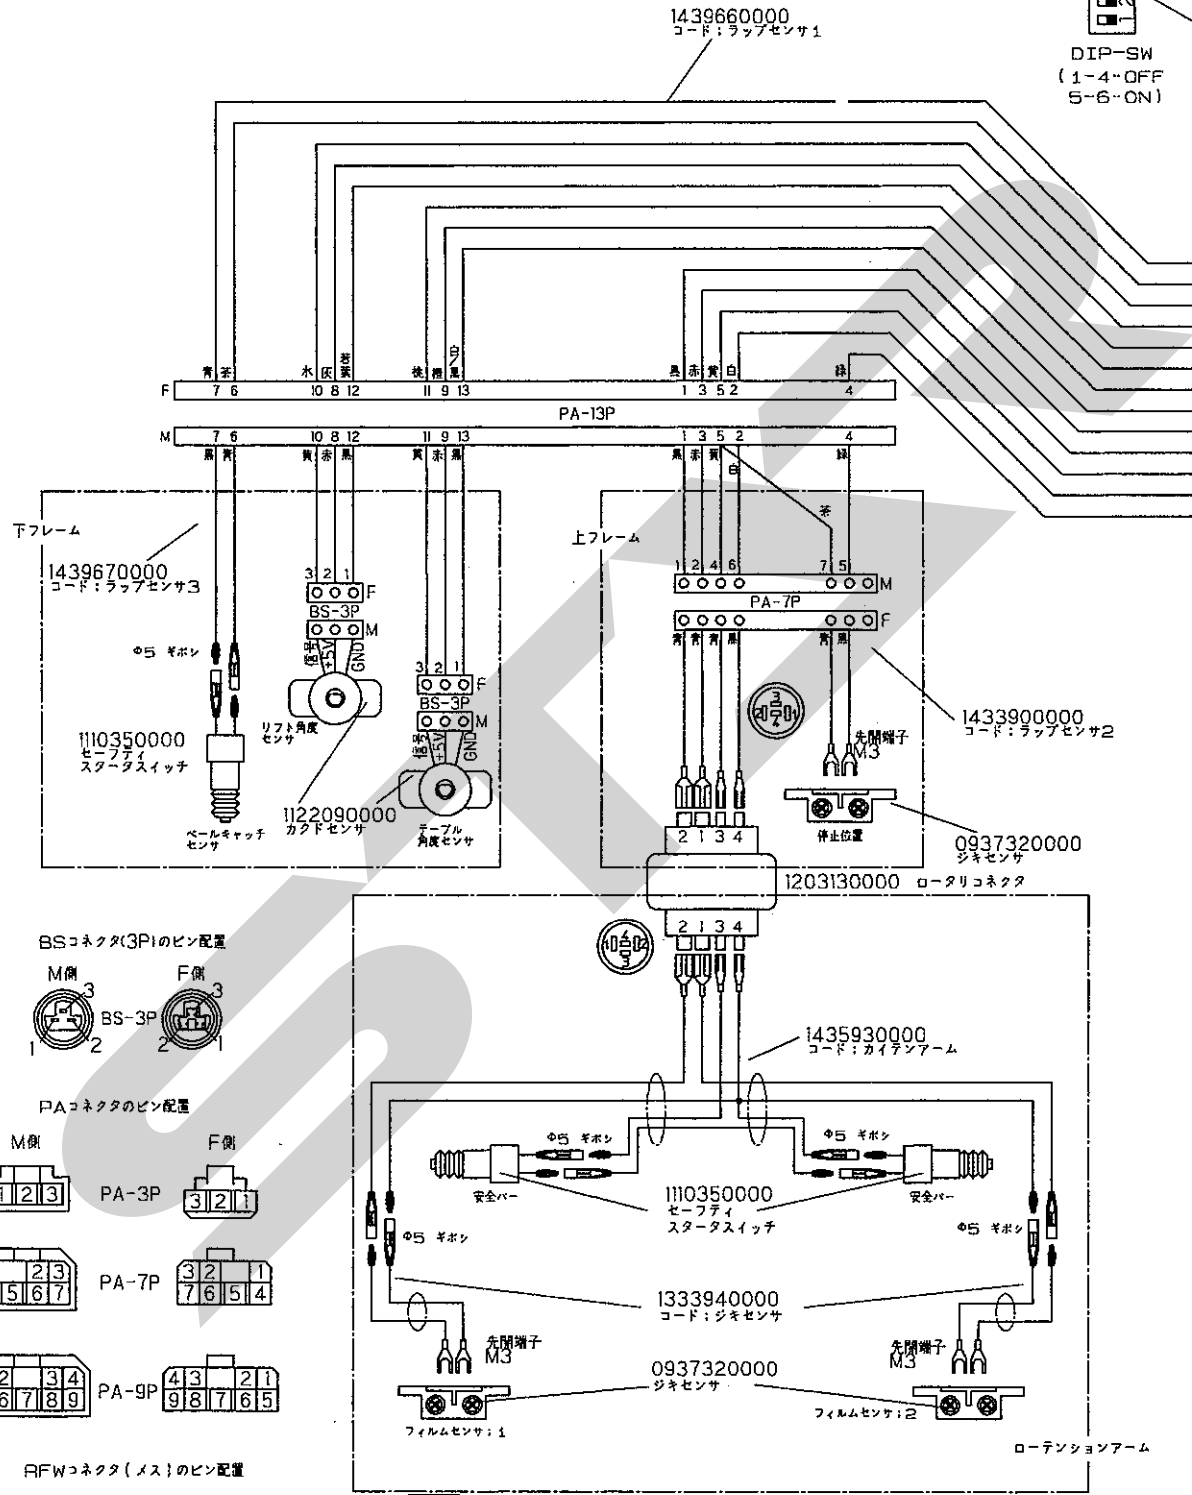 1439660000
コード:ラップセンサ1
2
1
DIP-SW
(1-4-OFF
5-6-ON)
青 茶 水 灰 若葉 桃 橙 白/黒 黒 赤 黄 白 緑
F 7 6 10 8 12 11 9 13 1 3 5 2 4
PA-13P
M 7 6 10 8 12 11 9 13 1 3 5 2 4
黒 青 黄 赤 黒 黄 赤 黒 黒 赤 黄 白 緑
茶
下フレーム
上フレーム
1439670000
コード:ラップセンサ3
3 2 1
F
BS-3P
M
信号 +5V GND
Φ5 ギボシ
リフト角度
センサ
3 2 1
F
BS-3P
M
信号 +5V GND
1110350000
セーフティ
スタータスイッチ
1122090000
カクドセンサ
ベールキャッチ
センサ
テーブル
角度センサ
1 2 4 6 7 5
M
PA-7P
F
青 青 青 黒 青 黒
3
2 1
4
1433900000
コード:ラップセンサ2
先開端子
M3
停止位置
0937320000
ジキセンサ
2 1 3 4
1203130000 ロータリコネクタ
2 1 3 4
4
1 2
3
BSコネクタ(3P)のピン配置
M側 F側
3 3
BS-3P
1 2 2 1
1435930000
コード:カイテンアーム
PAコネクタのピン配置
M側 F側
1 2 3 PA-3P 3 2 1
Φ5 ギボシ
Φ5 ギボシ
安全バー
安全バー
1110350000
セーフティ
スタータスイッチ
Φ5 ギボシ
Φ5 ギボシ
2 3 PA-7P 3 2 1
5 6 7 7 6 5 4
1333940000
コード:ジキセンサ
先開端子
M3
先開端子
M3
2 3 4 PA-9P 4 3 2 1
6 7 8 9 9 8 7 6 5
0937320000
ジキセンサ
フィルムセンサ:1
フィルムセンサ:2
ローテンションアーム
RFWコネクタ(メス)のピン配置